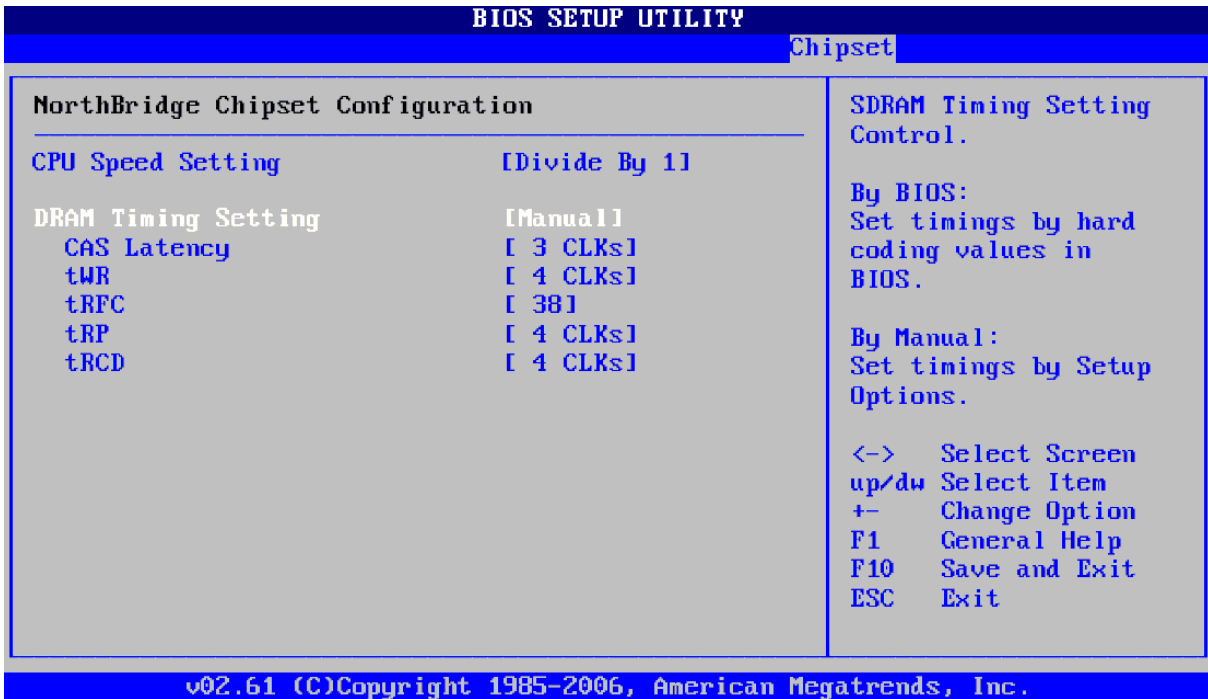 BIOS SETUP UTILITY
Chipset
NorthBridge Chipset Configuration
CPU Speed Setting [Divide By 1]
DRAM Timing Setting [Manual]
CAS Latency [ 3 CLKs]
tWR [ 4 CLKs]
tRFC [ 38]
tRP [ 4 CLKs]
tRCD [ 4 CLKs]
SDRAM Timing Setting
Control.
By BIOS:
Set timings by hard
coding values in
BIOS.
By Manual:
Set timings by Setup
Options.
<-> Select Screen
up/dw Select Item
+- Change Option
F1 General Help
F10 Save and Exit
ESC Exit
v02.61 (C)Copyright 1985-2006, American Megatrends, Inc.